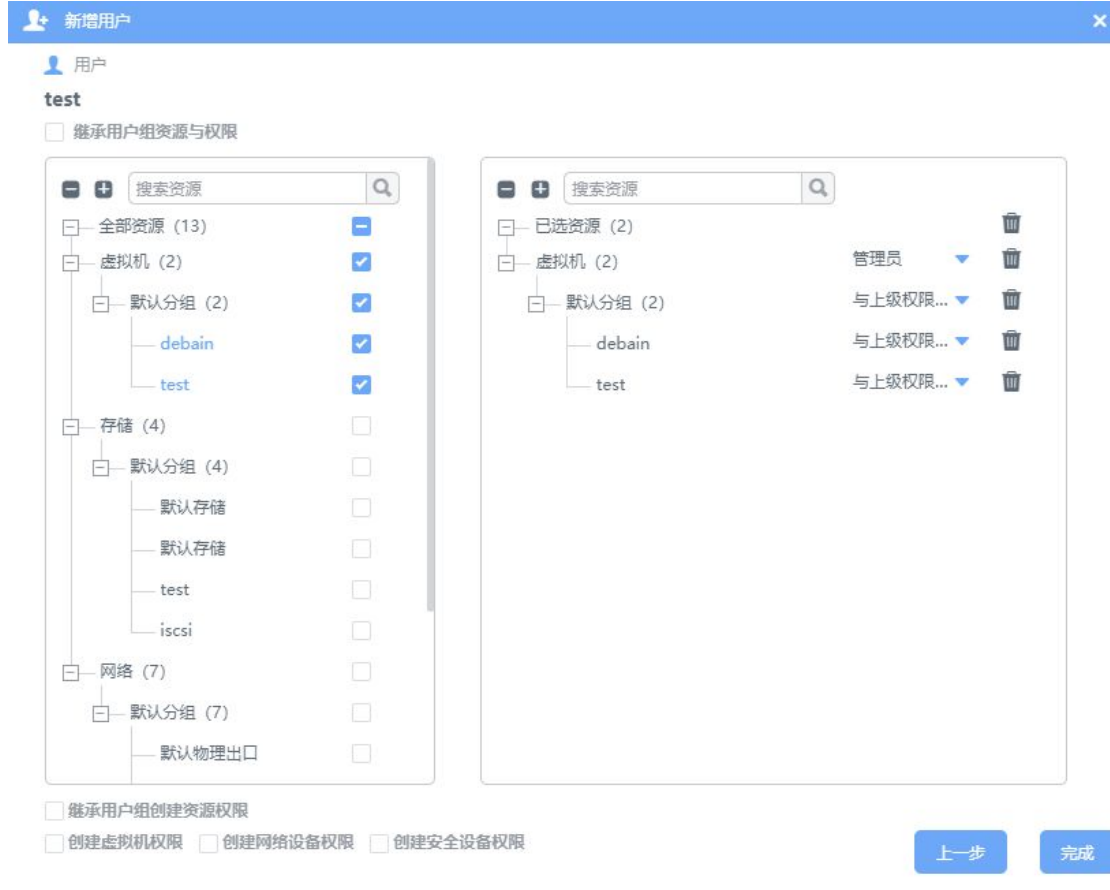 新增用户
用户
test
继承用户组资源与权限
搜索资源
全部资源 (13)
虚拟机 (2)
默认分组 (2)
debain
test
存储 (4)
默认分组 (4)
默认存储
默认存储
test
iscsi
网络 (7)
默认分组 (7)
默认物理出口
搜索资源
已选资源 (2)
虚拟机 (2) 管理员
默认分组 (2) 与上级权限...
debain 与上级权限...
test 与上级权限...
继承用户组创建资源权限
创建虚拟机权限 创建网络设备权限 创建安全设备权限
上一步 完成